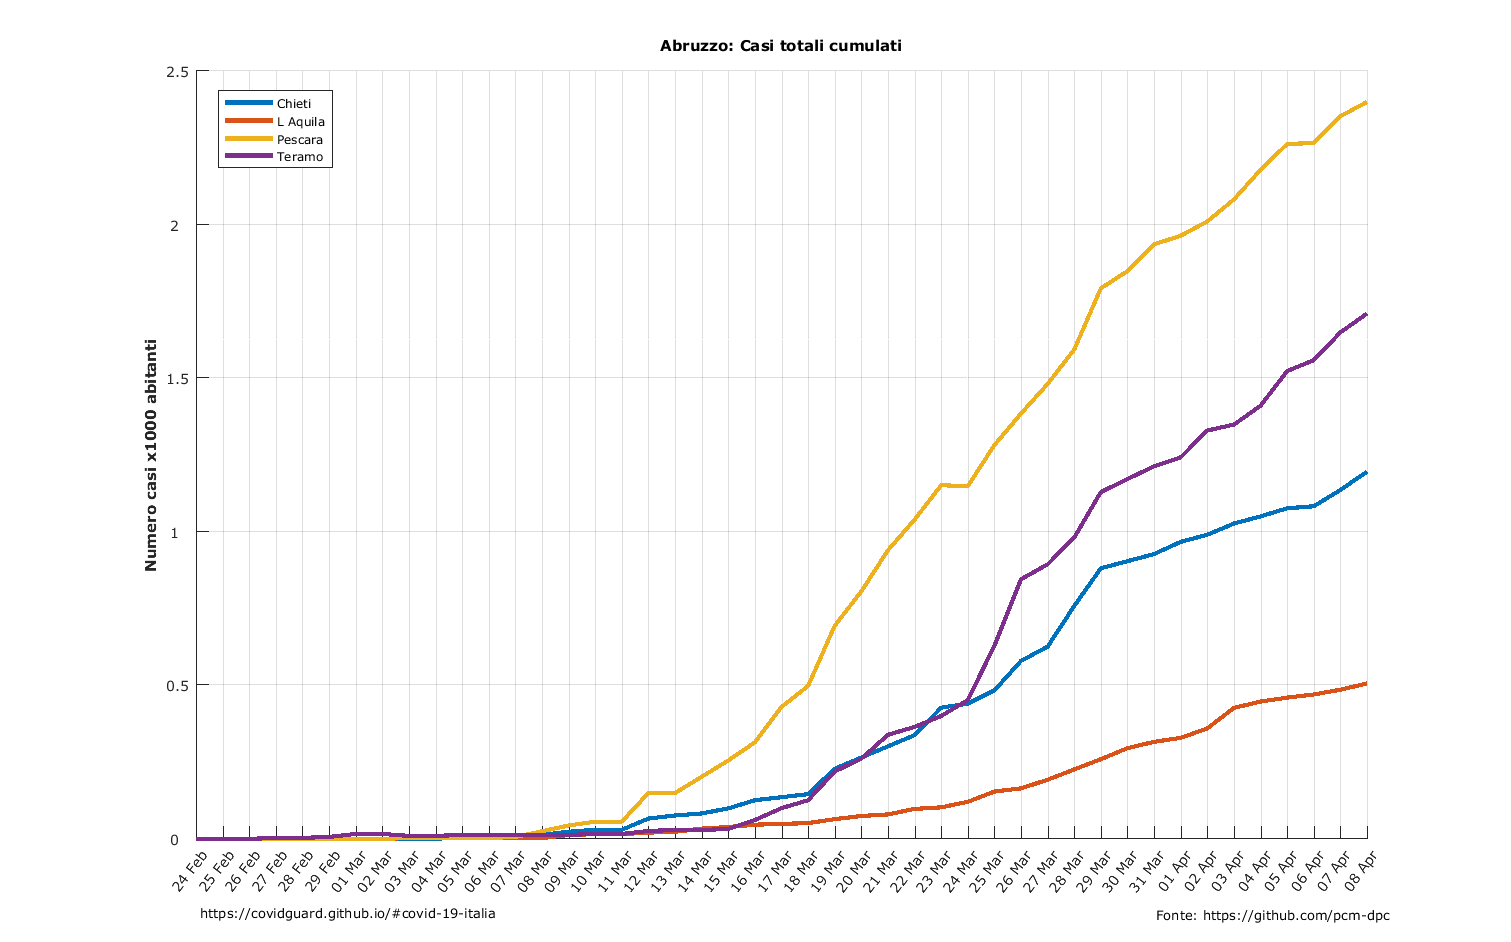 Abruzzo: Casi totali cumulati
2.5
2
1.5
1
0.5
0
Numero casi x1000 abitanti
Chieti
L Aquila
Pescara
Teramo
24 Feb
25 Feb
26 Feb
27 Feb
28 Feb
29 Feb
01 Mar
02 Mar
03 Mar
04 Mar
05 Mar
06 Mar
07 Mar
08 Mar
09 Mar
10 Mar
11 Mar
12 Mar
13 Mar
14 Mar
15 Mar
16 Mar
17 Mar
18 Mar
19 Mar
20 Mar
21 Mar
22 Mar
23 Mar
24 Mar
25 Mar
26 Mar
27 Mar
28 Mar
29 Mar
30 Mar
31 Mar
01 Apr
02 Apr
03 Apr
04 Apr
05 Apr
06 Apr
07 Apr
08 Apr
https://covidguard.github.io/#covid-19-italia
Fonte: https://github.com/pcm-dpc